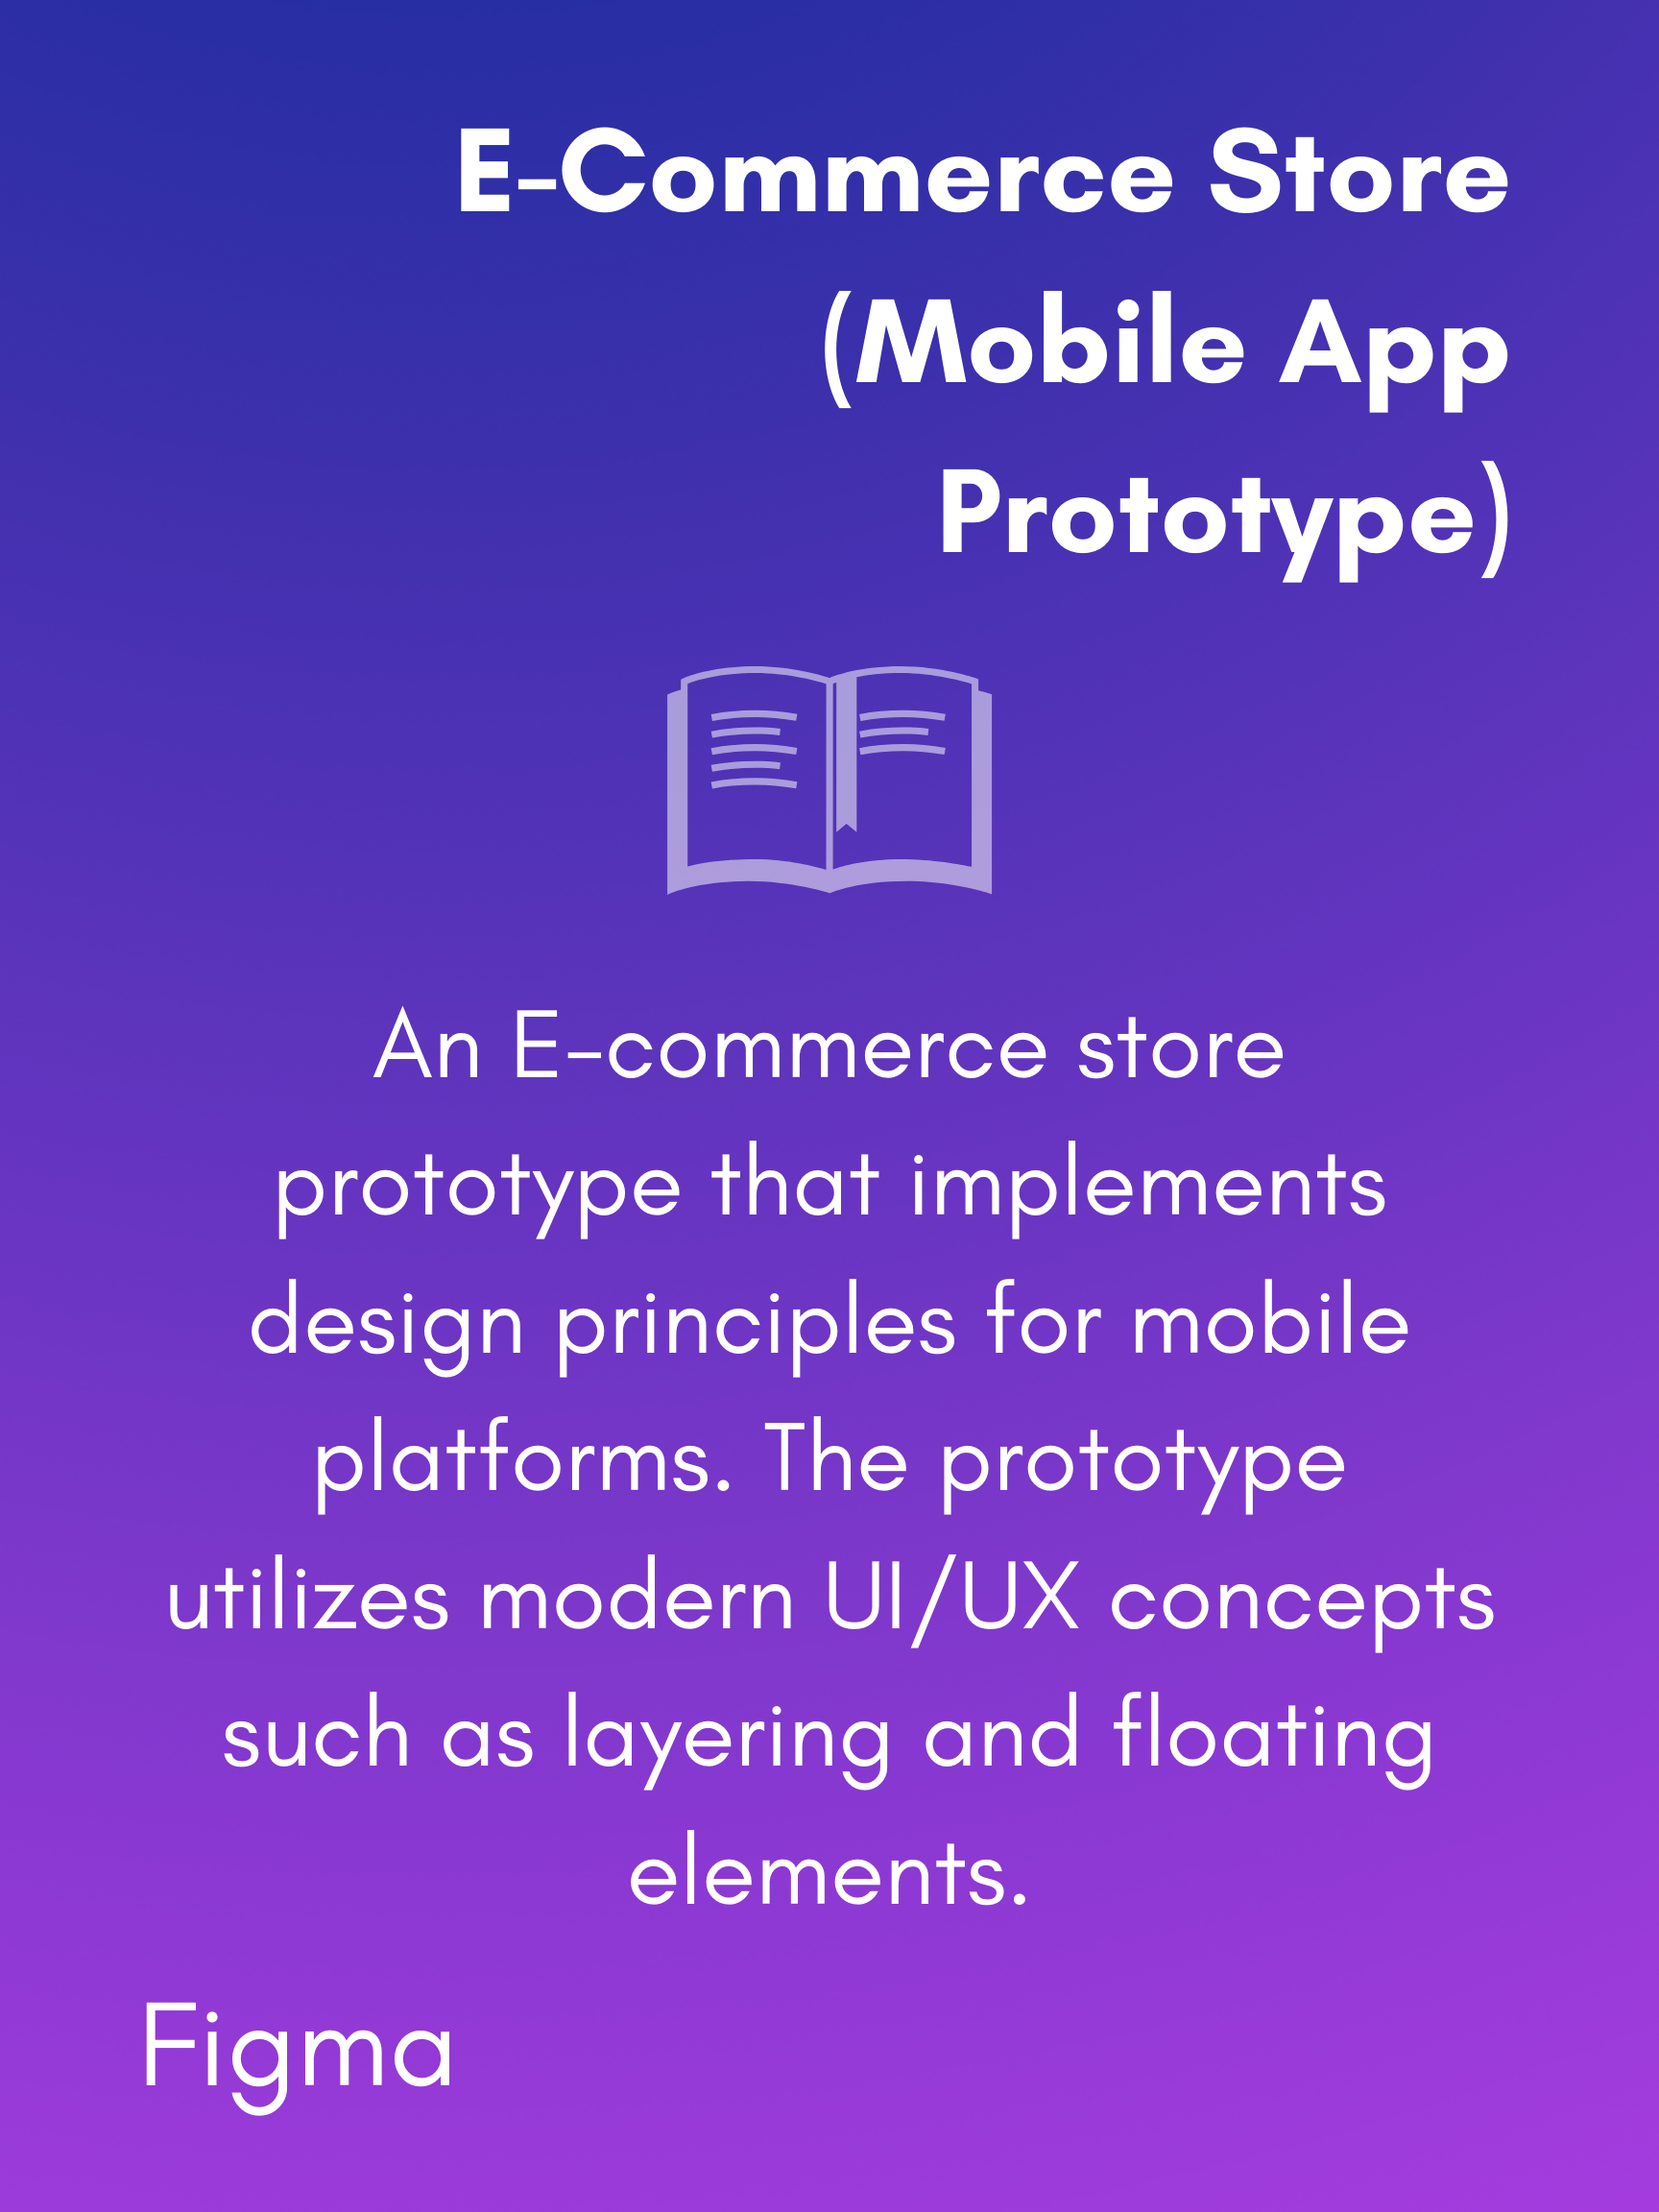 E-Commerce Store
(Mobile App
Prototype)
An E-commerce store
prototype that implements
design principles for mobile
platforms. The prototype
utilizes modern UI/UX concepts
such as layering and floating
elements.
Figma